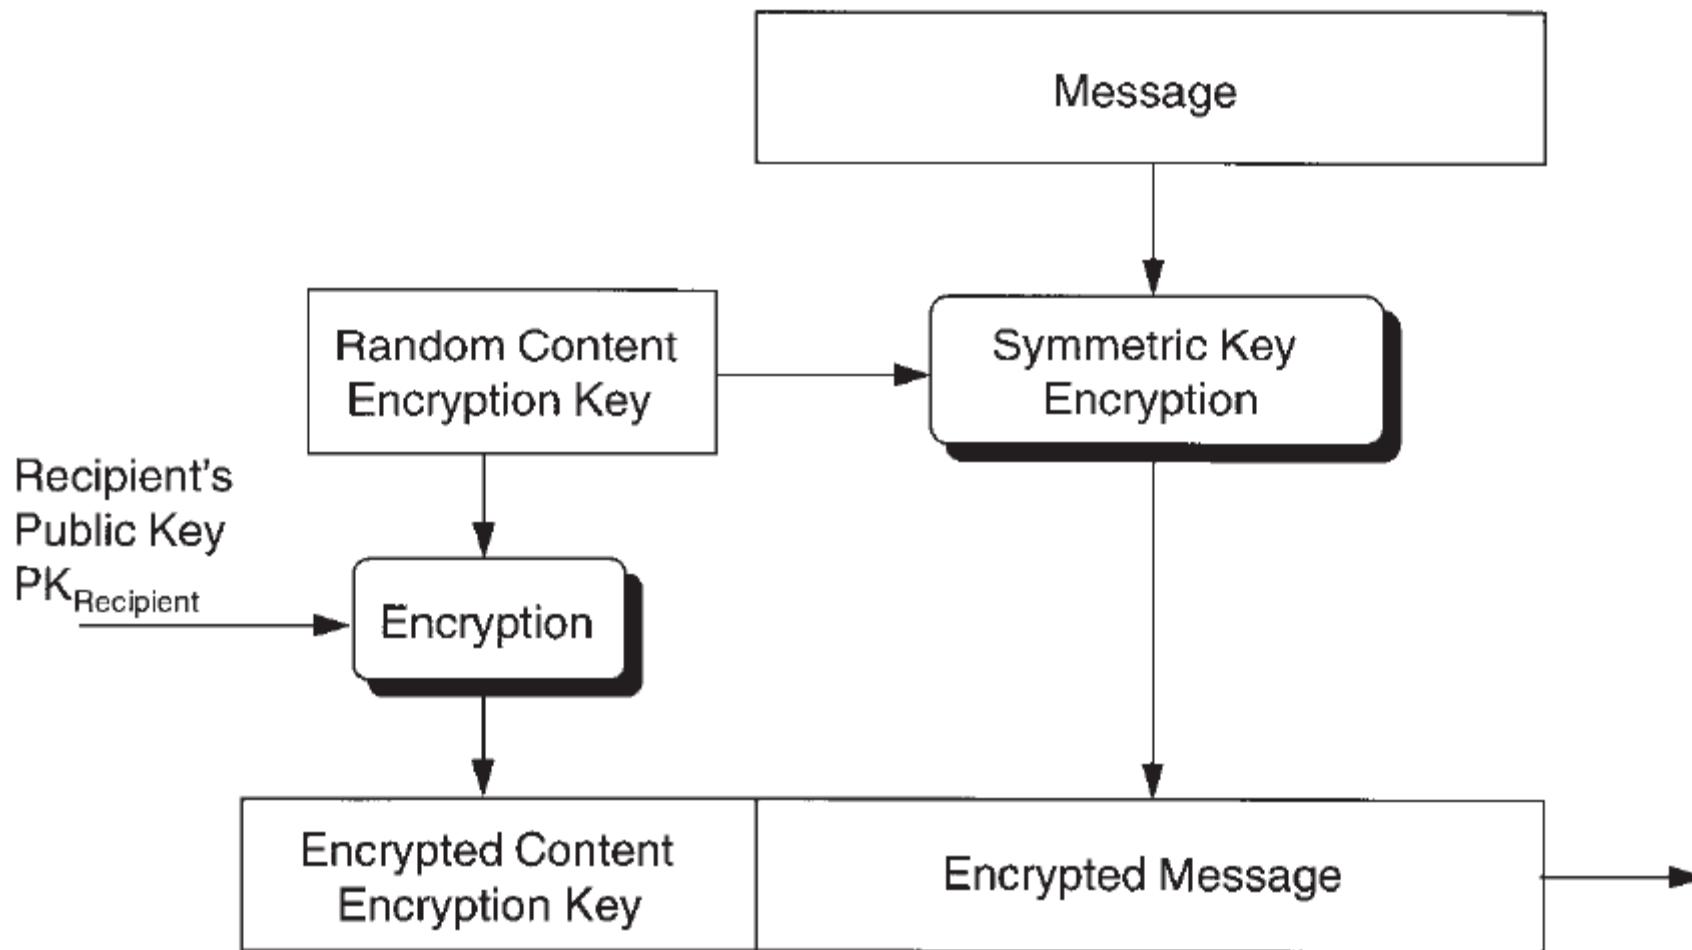 Message
Random Content
Encryption Key
Symmetric Key
Encryption
Recipient's
Public Key
PKRecipient
Encryption
Encrypted Content
Encryption Key
Encrypted Message